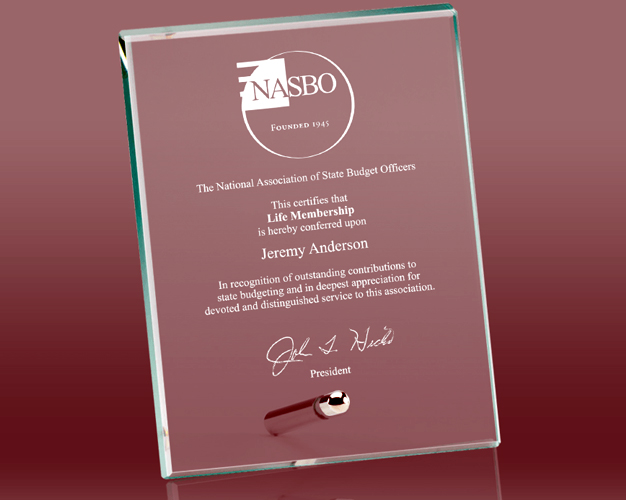 NASBO
FOUNDED 1945
The National Association of State Budget Officers
This certifies that
Life Membership
is hereby conferred upon
Jeremy Anderson
In recognition of outstanding contributions to
state budgeting and in deepest appreciation for
devoted and distinguished service to this association.
John T. Hicks
President